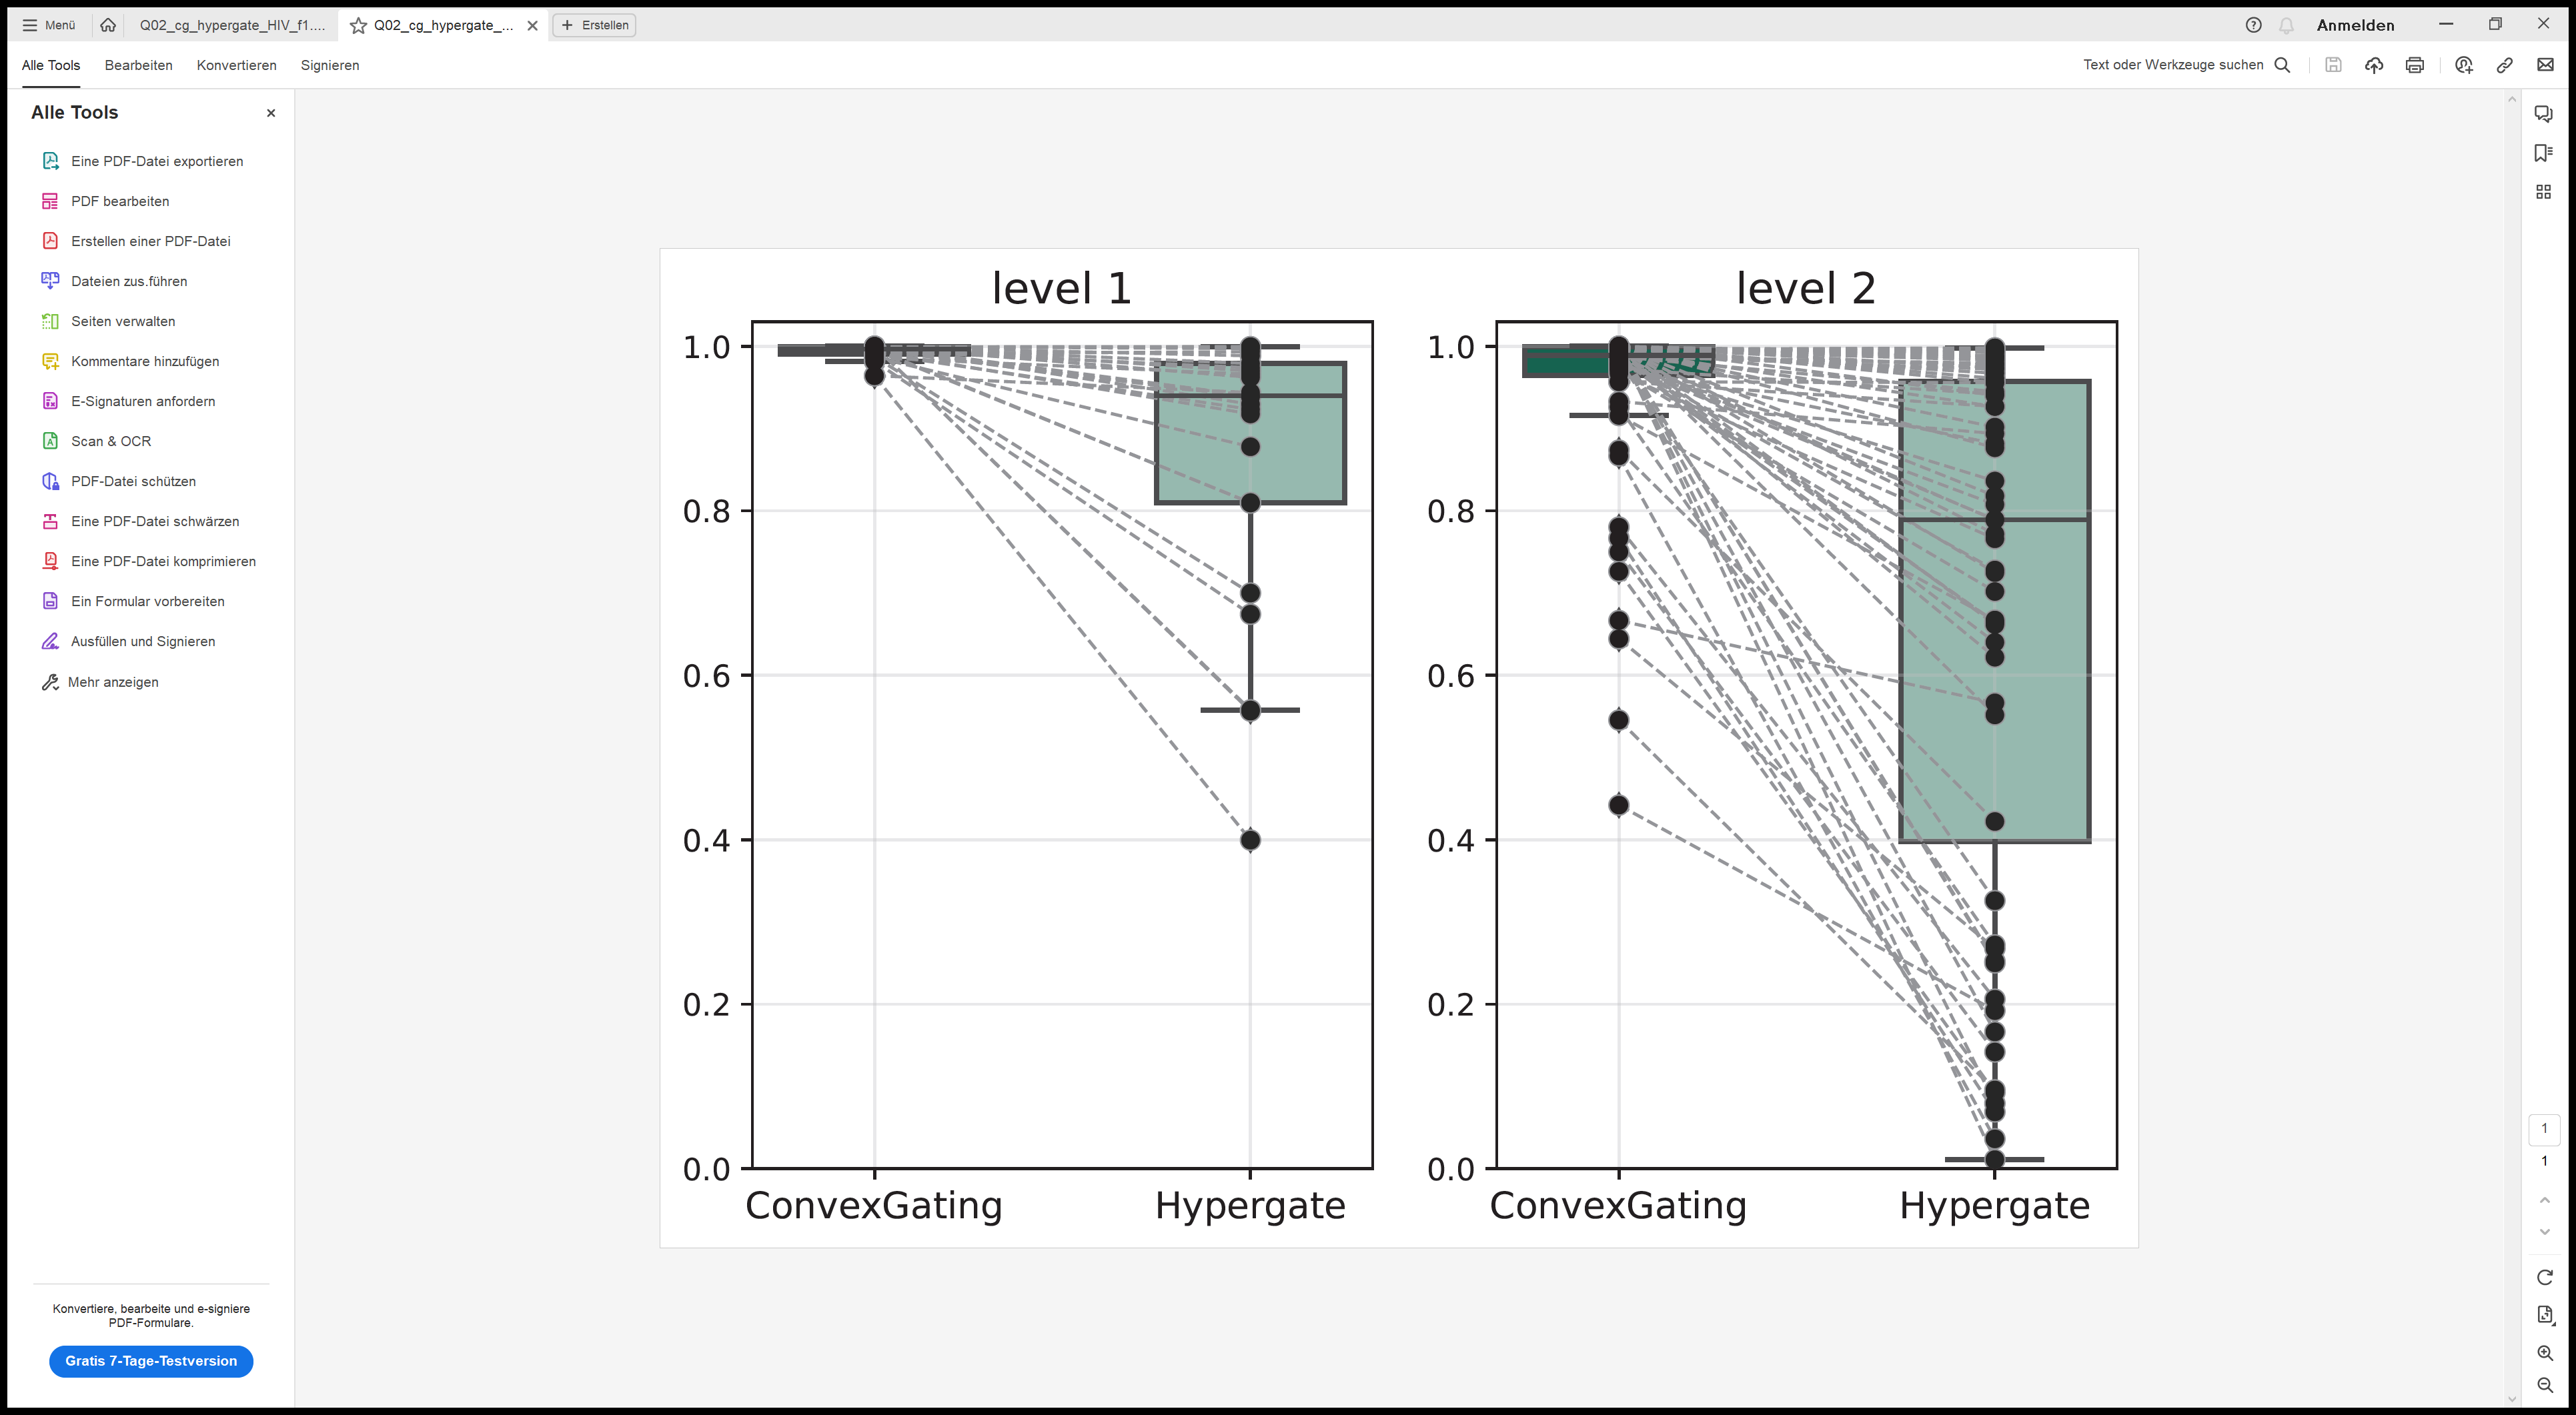 Menü
Q02_cg_hypergate_HIV_f1....
Q02_cg_hypergate_...
Erstellen
Anmelden
Alle Tools
Bearbeiten
Konvertieren
Signieren
Text oder Werkzeuge suchen
Alle Tools
Eine PDF-Datei exportieren
PDF bearbeiten
Erstellen einer PDF-Datei
Dateien zus.führen
Seiten verwalten
Kommentare hinzufügen
E-Signaturen anfordern
Scan & OCR
PDF-Datei schützen
Eine PDF-Datei schwärzen
Eine PDF-Datei komprimieren
Ein Formular vorbereiten
Ausfüllen und Signieren
Mehr anzeigen
Konvertiere, bearbeite und e-signiere
PDF-Formulare.
Gratis 7-Tage-Testversion
level 1
1.0
0.8
0.6
0.4
0.2
0.0
ConvexGating
Hypergate
level 2
1.0
0.8
0.6
0.4
0.2
0.0
ConvexGating
Hypergate
1
1